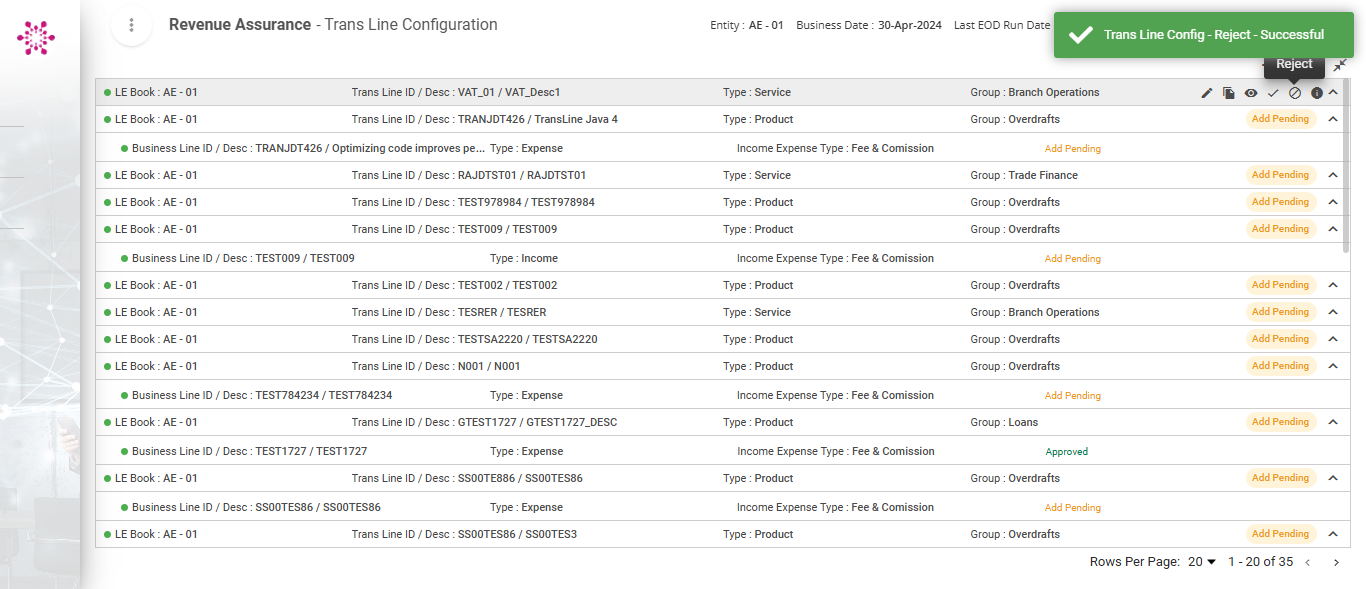 Revenue Assurance - Trans Line Configuration
Entity : AE - 01 Business Date : 30-Apr-2024 Last EOD Run Date
Trans Line Config - Reject - Successful
Reject
LE Book : AE - 01 Trans Line ID / Desc : VAT_01 / VAT_Desc1 Type : Service Group : Branch Operations
LE Book : AE - 01 Trans Line ID / Desc : TRANJDT426 / TransLine Java 4 Type : Product Group : Overdrafts Add Pending
Business Line ID / Desc : TRANJDT426 / Optimizing code improves pe... Type : Expense Income Expense Type : Fee & Comission Add Pending
LE Book : AE - 01 Trans Line ID / Desc : RAJDTST01 / RAJDTST01 Type : Service Group : Trade Finance Add Pending
LE Book : AE - 01 Trans Line ID / Desc : TEST978984 / TEST978984 Type : Product Group : Overdrafts Add Pending
LE Book : AE - 01 Trans Line ID / Desc : TEST009 / TEST009 Type : Product Group : Overdrafts Add Pending
Business Line ID / Desc : TEST009 / TEST009 Type : Income Income Expense Type : Fee & Comission Add Pending
LE Book : AE - 01 Trans Line ID / Desc : TEST002 / TEST002 Type : Product Group : Overdrafts Add Pending
LE Book : AE - 01 Trans Line ID / Desc : TESRER / TESRER Type : Service Group : Branch Operations Add Pending
LE Book : AE - 01 Trans Line ID / Desc : TESTSA2220 / TESTSA2220 Type : Product Group : Overdrafts Add Pending
LE Book : AE - 01 Trans Line ID / Desc : N001 / N001 Type : Product Group : Overdrafts Add Pending
Business Line ID / Desc : TEST784234 / TEST784234 Type : Expense Income Expense Type : Fee & Comission Add Pending
LE Book : AE - 01 Trans Line ID / Desc : GTEST1727 / GTEST1727_DESC Type : Product Group : Loans Add Pending
Business Line ID / Desc : TEST1727 / TEST1727 Type : Expense Income Expense Type : Fee & Comission Approved
LE Book : AE - 01 Trans Line ID / Desc : SS00TE886 / SS00TES86 Type : Product Group : Overdrafts Add Pending
Business Line ID / Desc : SS00TES86 / SS00TES86 Type : Expense Income Expense Type : Fee & Comission Add Pending
LE Book : AE - 01 Trans Line ID / Desc : SS00TES86 / SS00TES3 Type : Product Group : Overdrafts Add Pending
Rows Per Page: 20 1 - 20 of 35